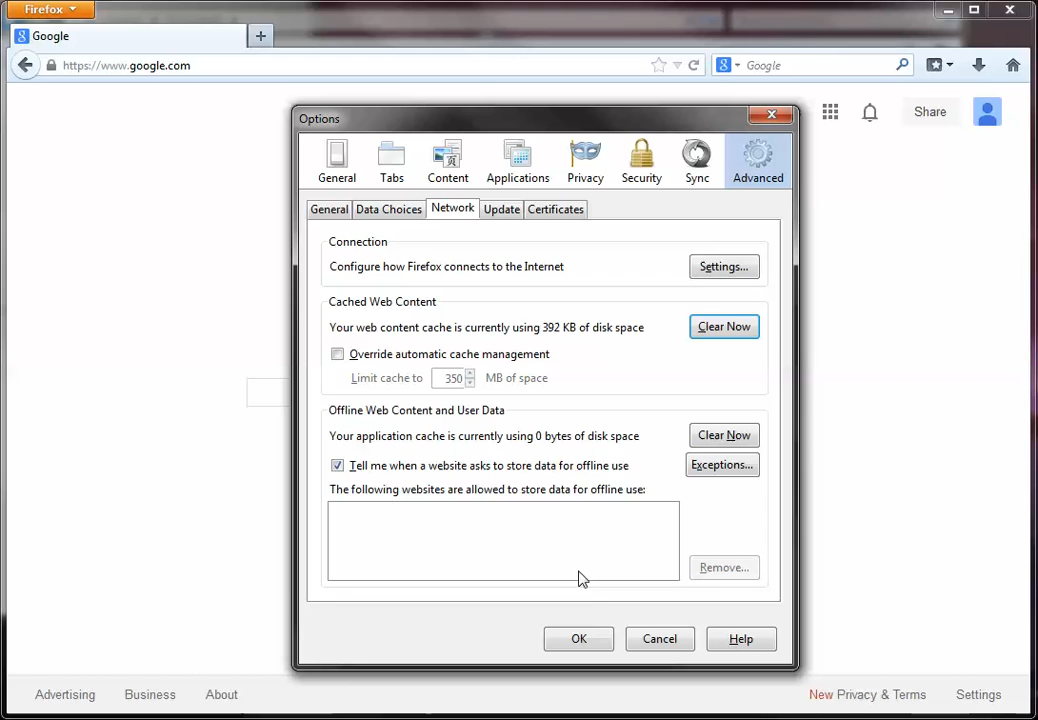 Firefox
Google
https://www.google.com
Google
Share
Options
General
Tabs
Content
Applications
Privacy
Security
Sync
Advanced
General
Data Choices
Network
Update
Certificates
Connection
Configure how Firefox connects to the Internet
Settings...
Cached Web Content
Your web content cache is currently using 392 KB of disk space
Clear Now
Override automatic cache management
Limit cache to 350 MB of space
Offline Web Content and User Data
Your application cache is currently using 0 bytes of disk space
Clear Now
Tell me when a website asks to store data for offline use
Exceptions...
The following websites are allowed to store data for offline use:
Remove...
OK
Cancel
Help
Advertising
Business
About
New Privacy & Terms
Settings